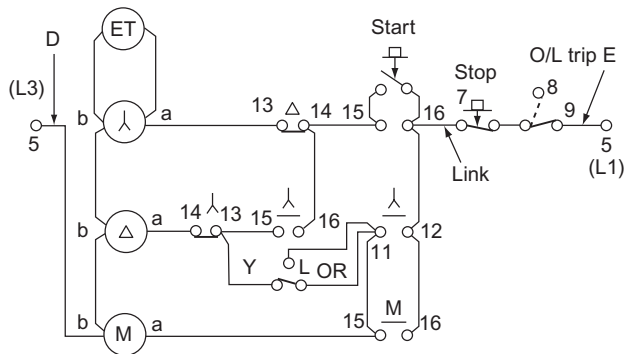 Start
ET
D
O/L trip E
Stop
(L3)
8
7
13 Δ 14
15
16
9
b
a
5
5
(L1)
Link
14 13
15
16
b
Δ
a
11
12
Y
L OR
M
b
M
a
15
16